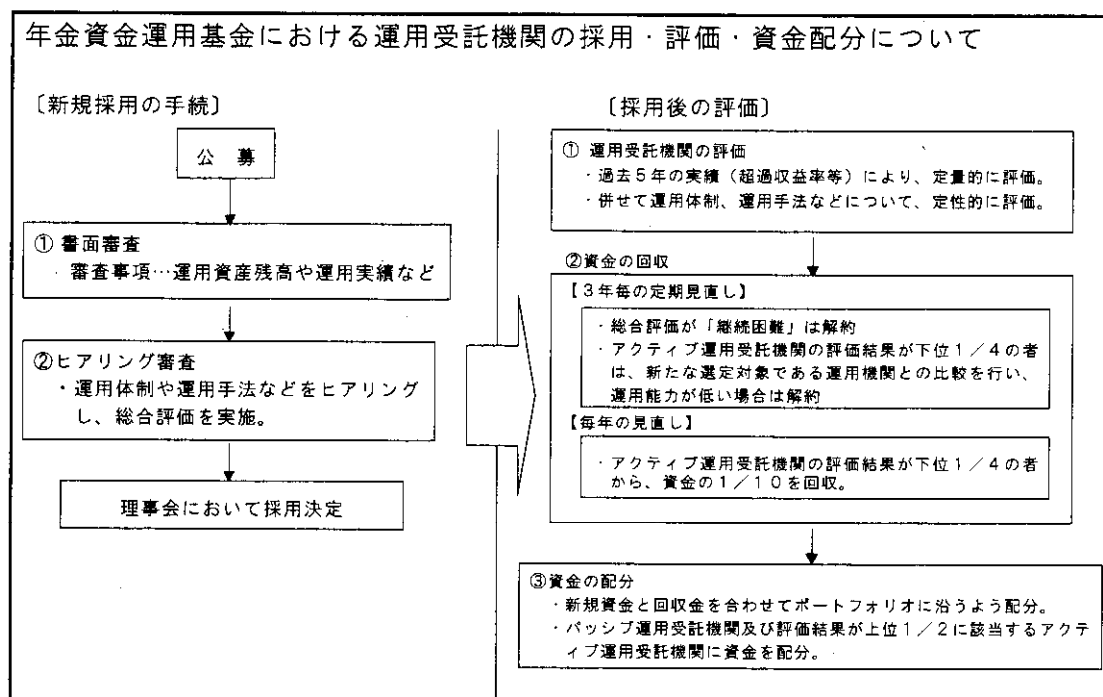 年金資金運用基金における運用受託機関の採用・評価・資金配分について
〔新規採用の手続〕
公 募
① 書面審査
・審査事項…運用資産残高や運用実績など
②ヒアリング審査
・運用体制や運用手法などをヒアリング
し、総合評価を実施。
理事会において採用決定
〔採用後の評価〕
① 運用受託機関の評価
・過去5年の実績（超過収益率等）により、定量的に評価。
・併せて運用体制、運用手法などについて、定性的に評価。
②資金の回収
【3年毎の定期見直し】
・総合評価が「継続困難」は解約
・アクティブ運用受託機関の評価結果が下位1／4の者
は、新たな選定対象である運用機関との比較を行い、
運用能力が低い場合は解約
【毎年の見直し】
・アクティブ運用受託機関の評価結果が下位1／4の者
から、資金の1／10を回収。
③資金の配分
・新規資金と回収金を合わせてポートフォリオに沿うよう配分。
・パッシブ運用受託機関及び評価結果が上位1／2に該当するアクテ
ィブ運用受託機関に資金を配分。